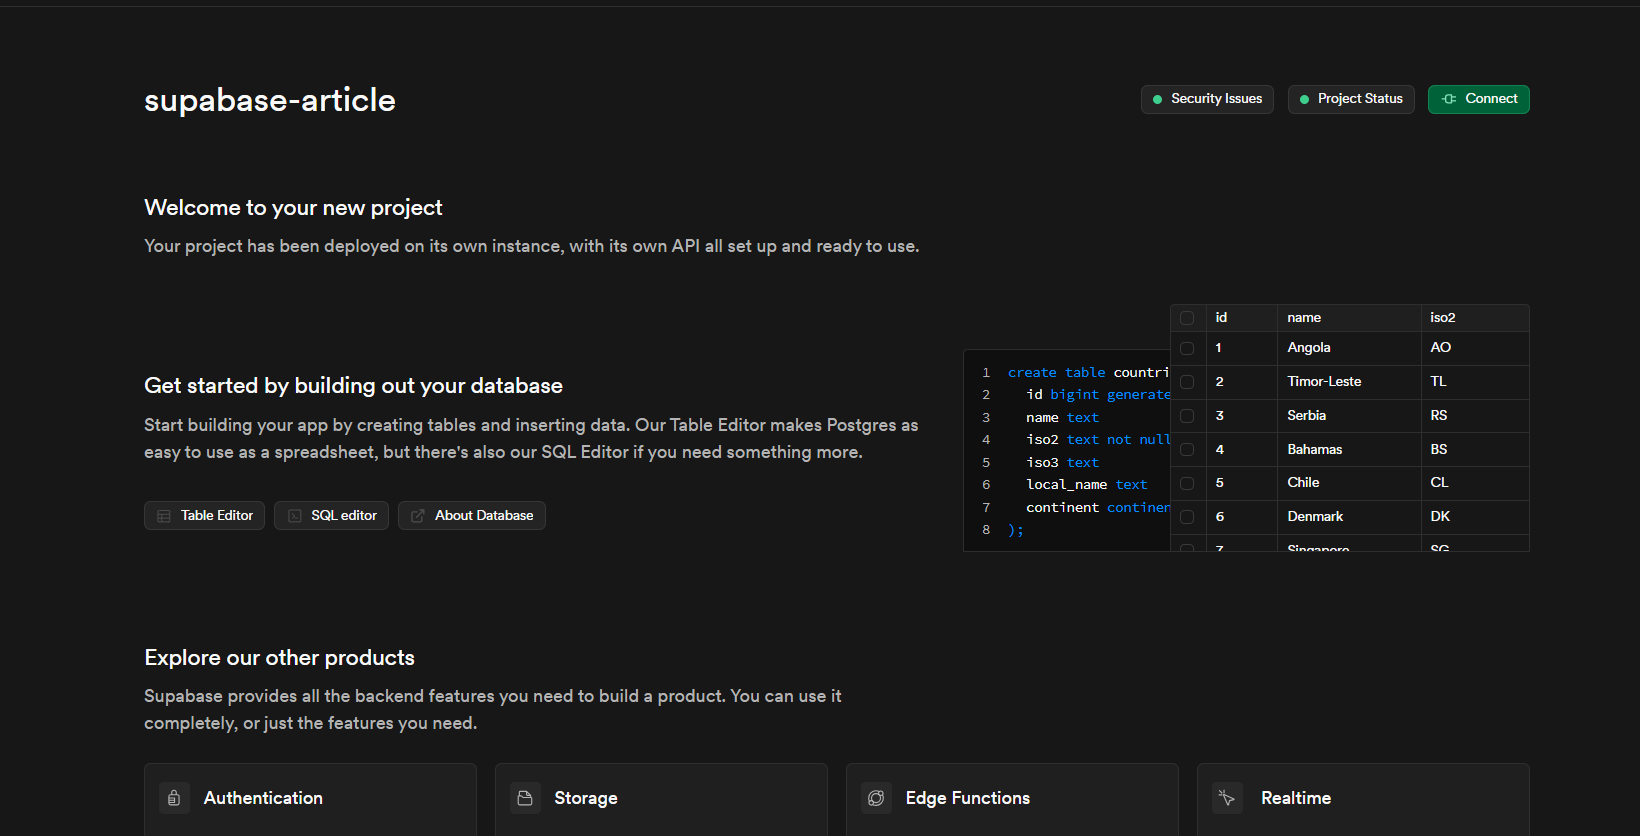 supabase-article
Security Issues
Project Status
Connect
Welcome to your new project
Your project has been deployed on its own instance, with its own API all set up and ready to use.
Get started by building out your database
Start building your app by creating tables and inserting data. Our Table Editor makes Postgres as
easy to use as a spreadsheet, but there's also our SQL Editor if you need something more.
Table Editor
SQL editor
About Database
1 create table countri
2 id bigint generate
3 name text
4 iso2 text not null
5 iso3 text
6 local_name text
7 continent continen
8 );
id name iso2
1 Angola AO
2 Timor-Leste TL
3 Serbia RS
4 Bahamas BS
5 Chile CL
6 Denmark DK
7 Singapore SG
Explore our other products
Supabase provides all the backend features you need to build a product. You can use it
completely, or just the features you need.
Authentication
Storage
Edge Functions
Realtime